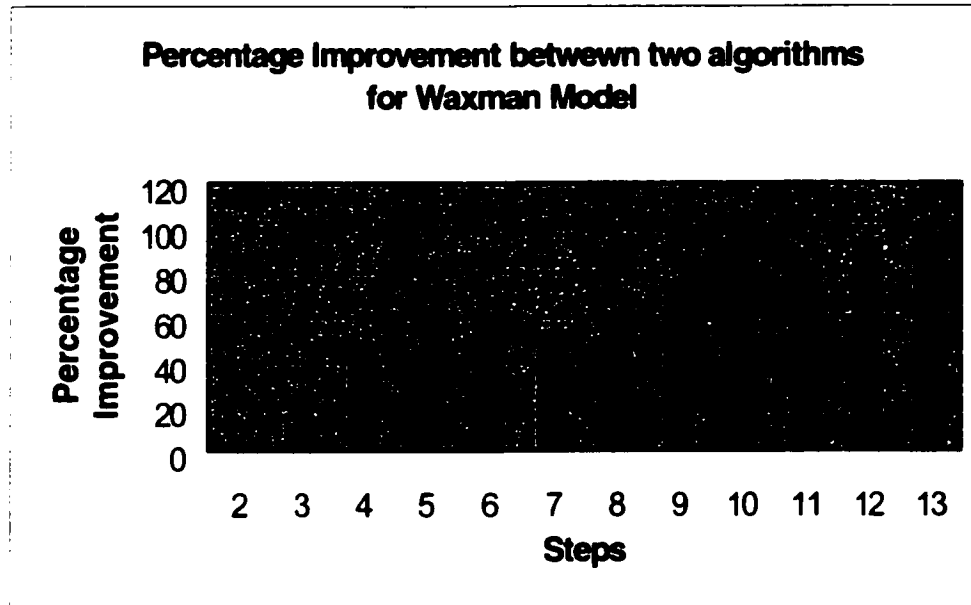 Percentage Improvement betwewn two algorithms
for Waxman Model
Percentage
Improvement
120
100
80
60
40
20
0
2 3 4 5 6 7 8 9 10 11 12 13
Steps